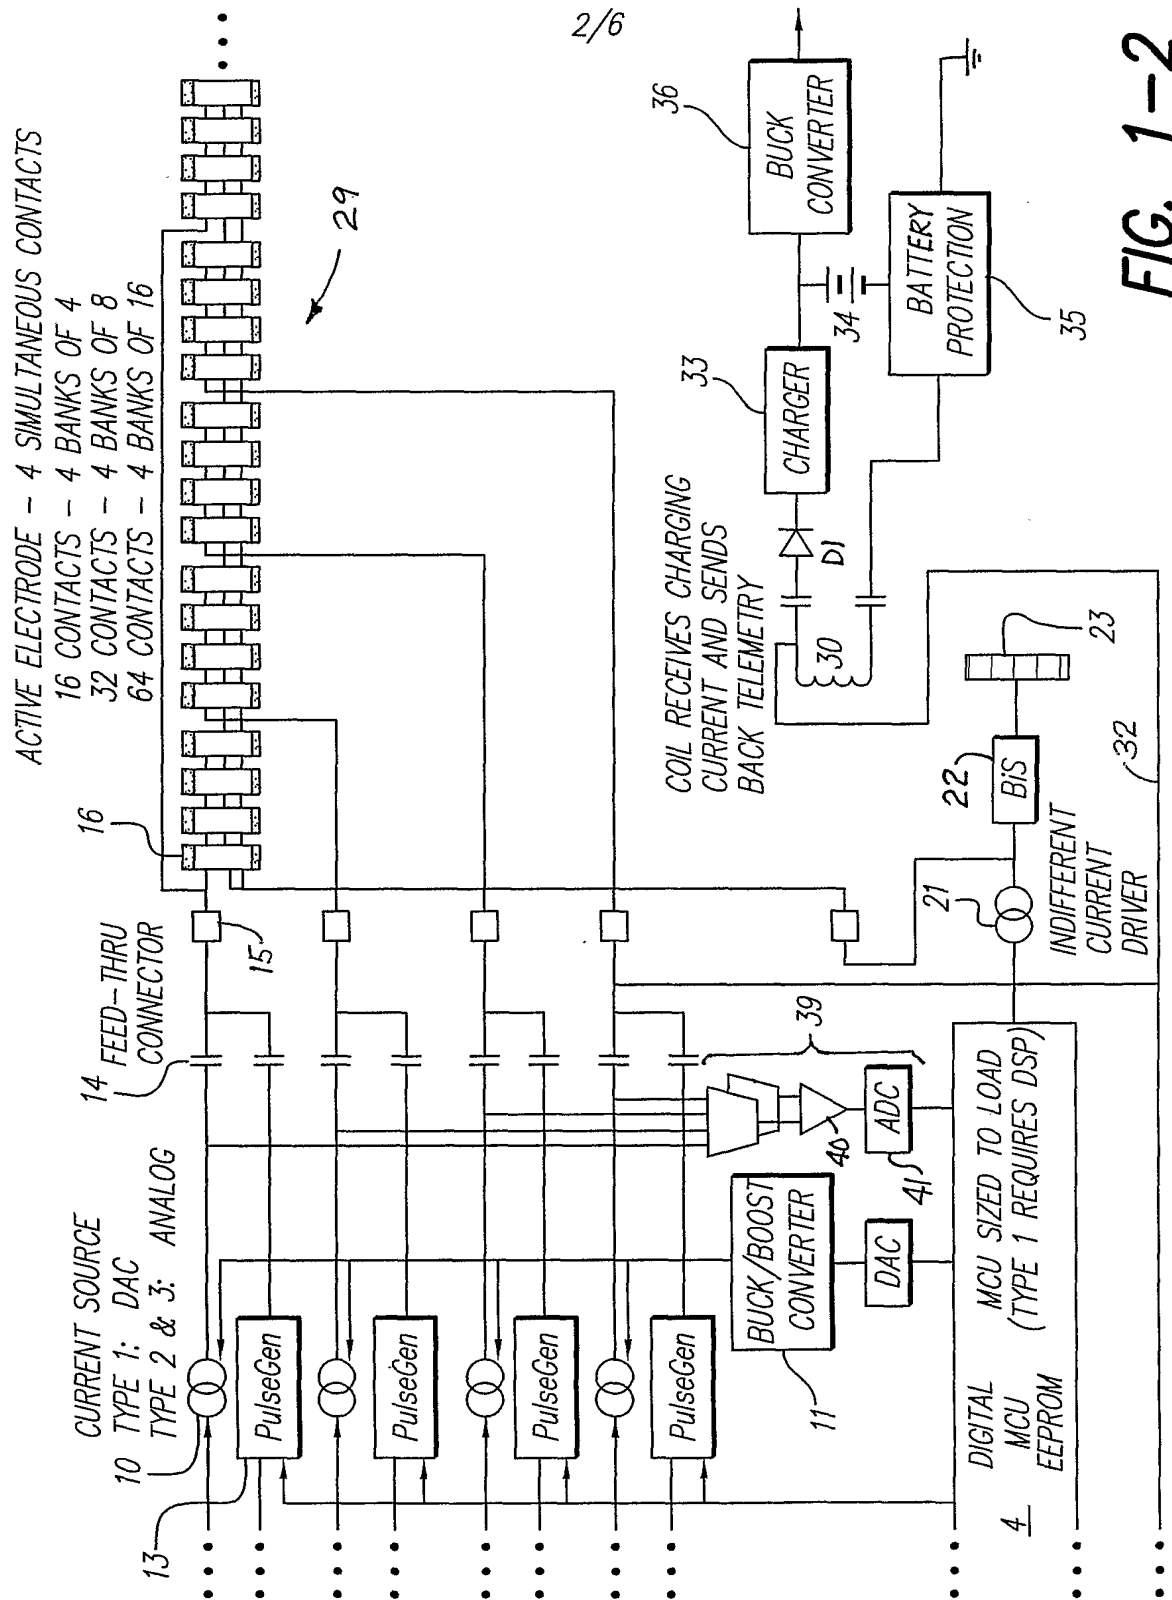 2/6
ACTIVE ELECTRODE – 4 SIMULTANEOUS CONTACTS
16 CONTACTS – 4 BANKS OF 4
32 CONTACTS – 4 BANKS OF 8
64 CONTACTS – 4 BANKS OF 16
29
16
14
FEED-THRU
CONNECTOR
15
CURRENT SOURCE
10
TYPE 1: DAC
TYPE 2 & 3: ANALOG
13
PulseGen
PulseGen
PulseGen
PulseGen
BUCK/BOOST
CONVERTER
11
DAC
39
40
ADC
41
4
DIGITAL
MCU
EEPROM
MCU SIZED TO LOAD
(TYPE 1 REQUIRES DSP)
21
INDIFFERENT
CURRENT
DRIVER
22
BiS
23
32
COIL RECEIVES CHARGING
CURRENT AND SENDS
BACK TELEMETRY
30
D1
33
CHARGER
34
36
BUCK
CONVERTER
BATTERY
PROTECTION
35
FIG. 1-2